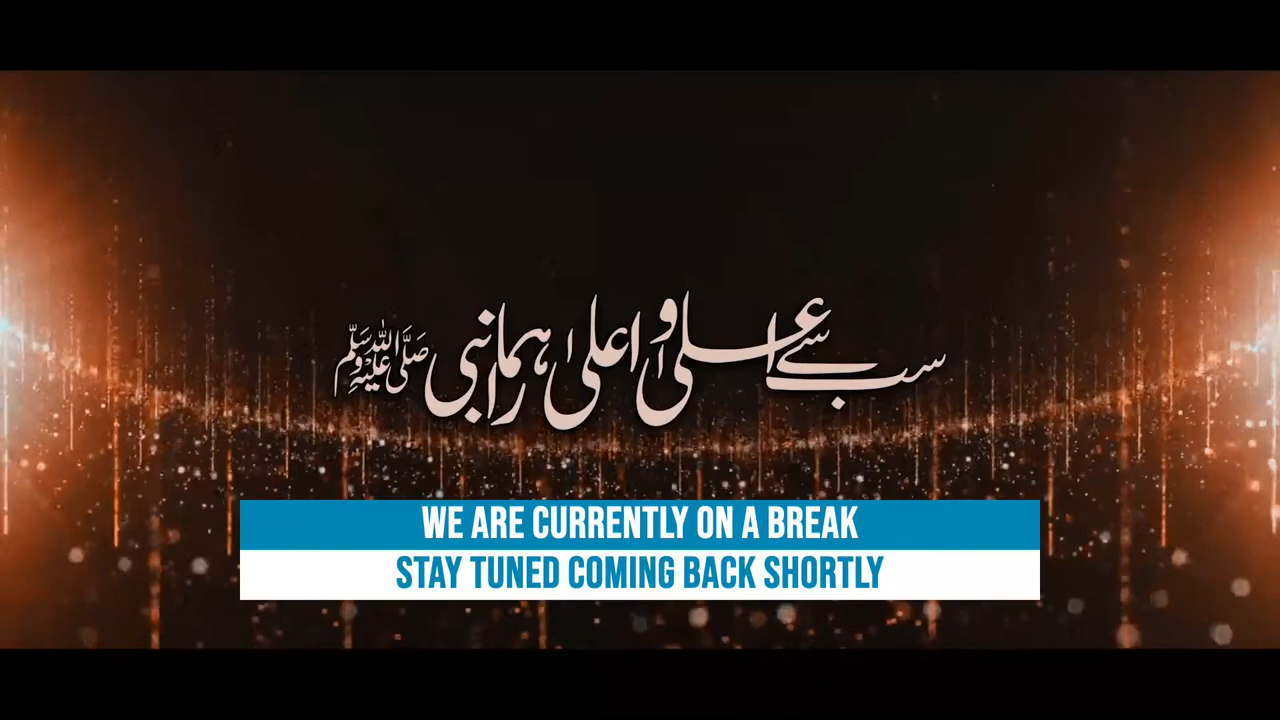 سب سے اعلیٰ و اعلیٰ ہمارا نبی صلى الله عليه وسلم
WE ARE CURRENTLY ON A BREAK
STAY TUNED COMING BACK SHORTLY